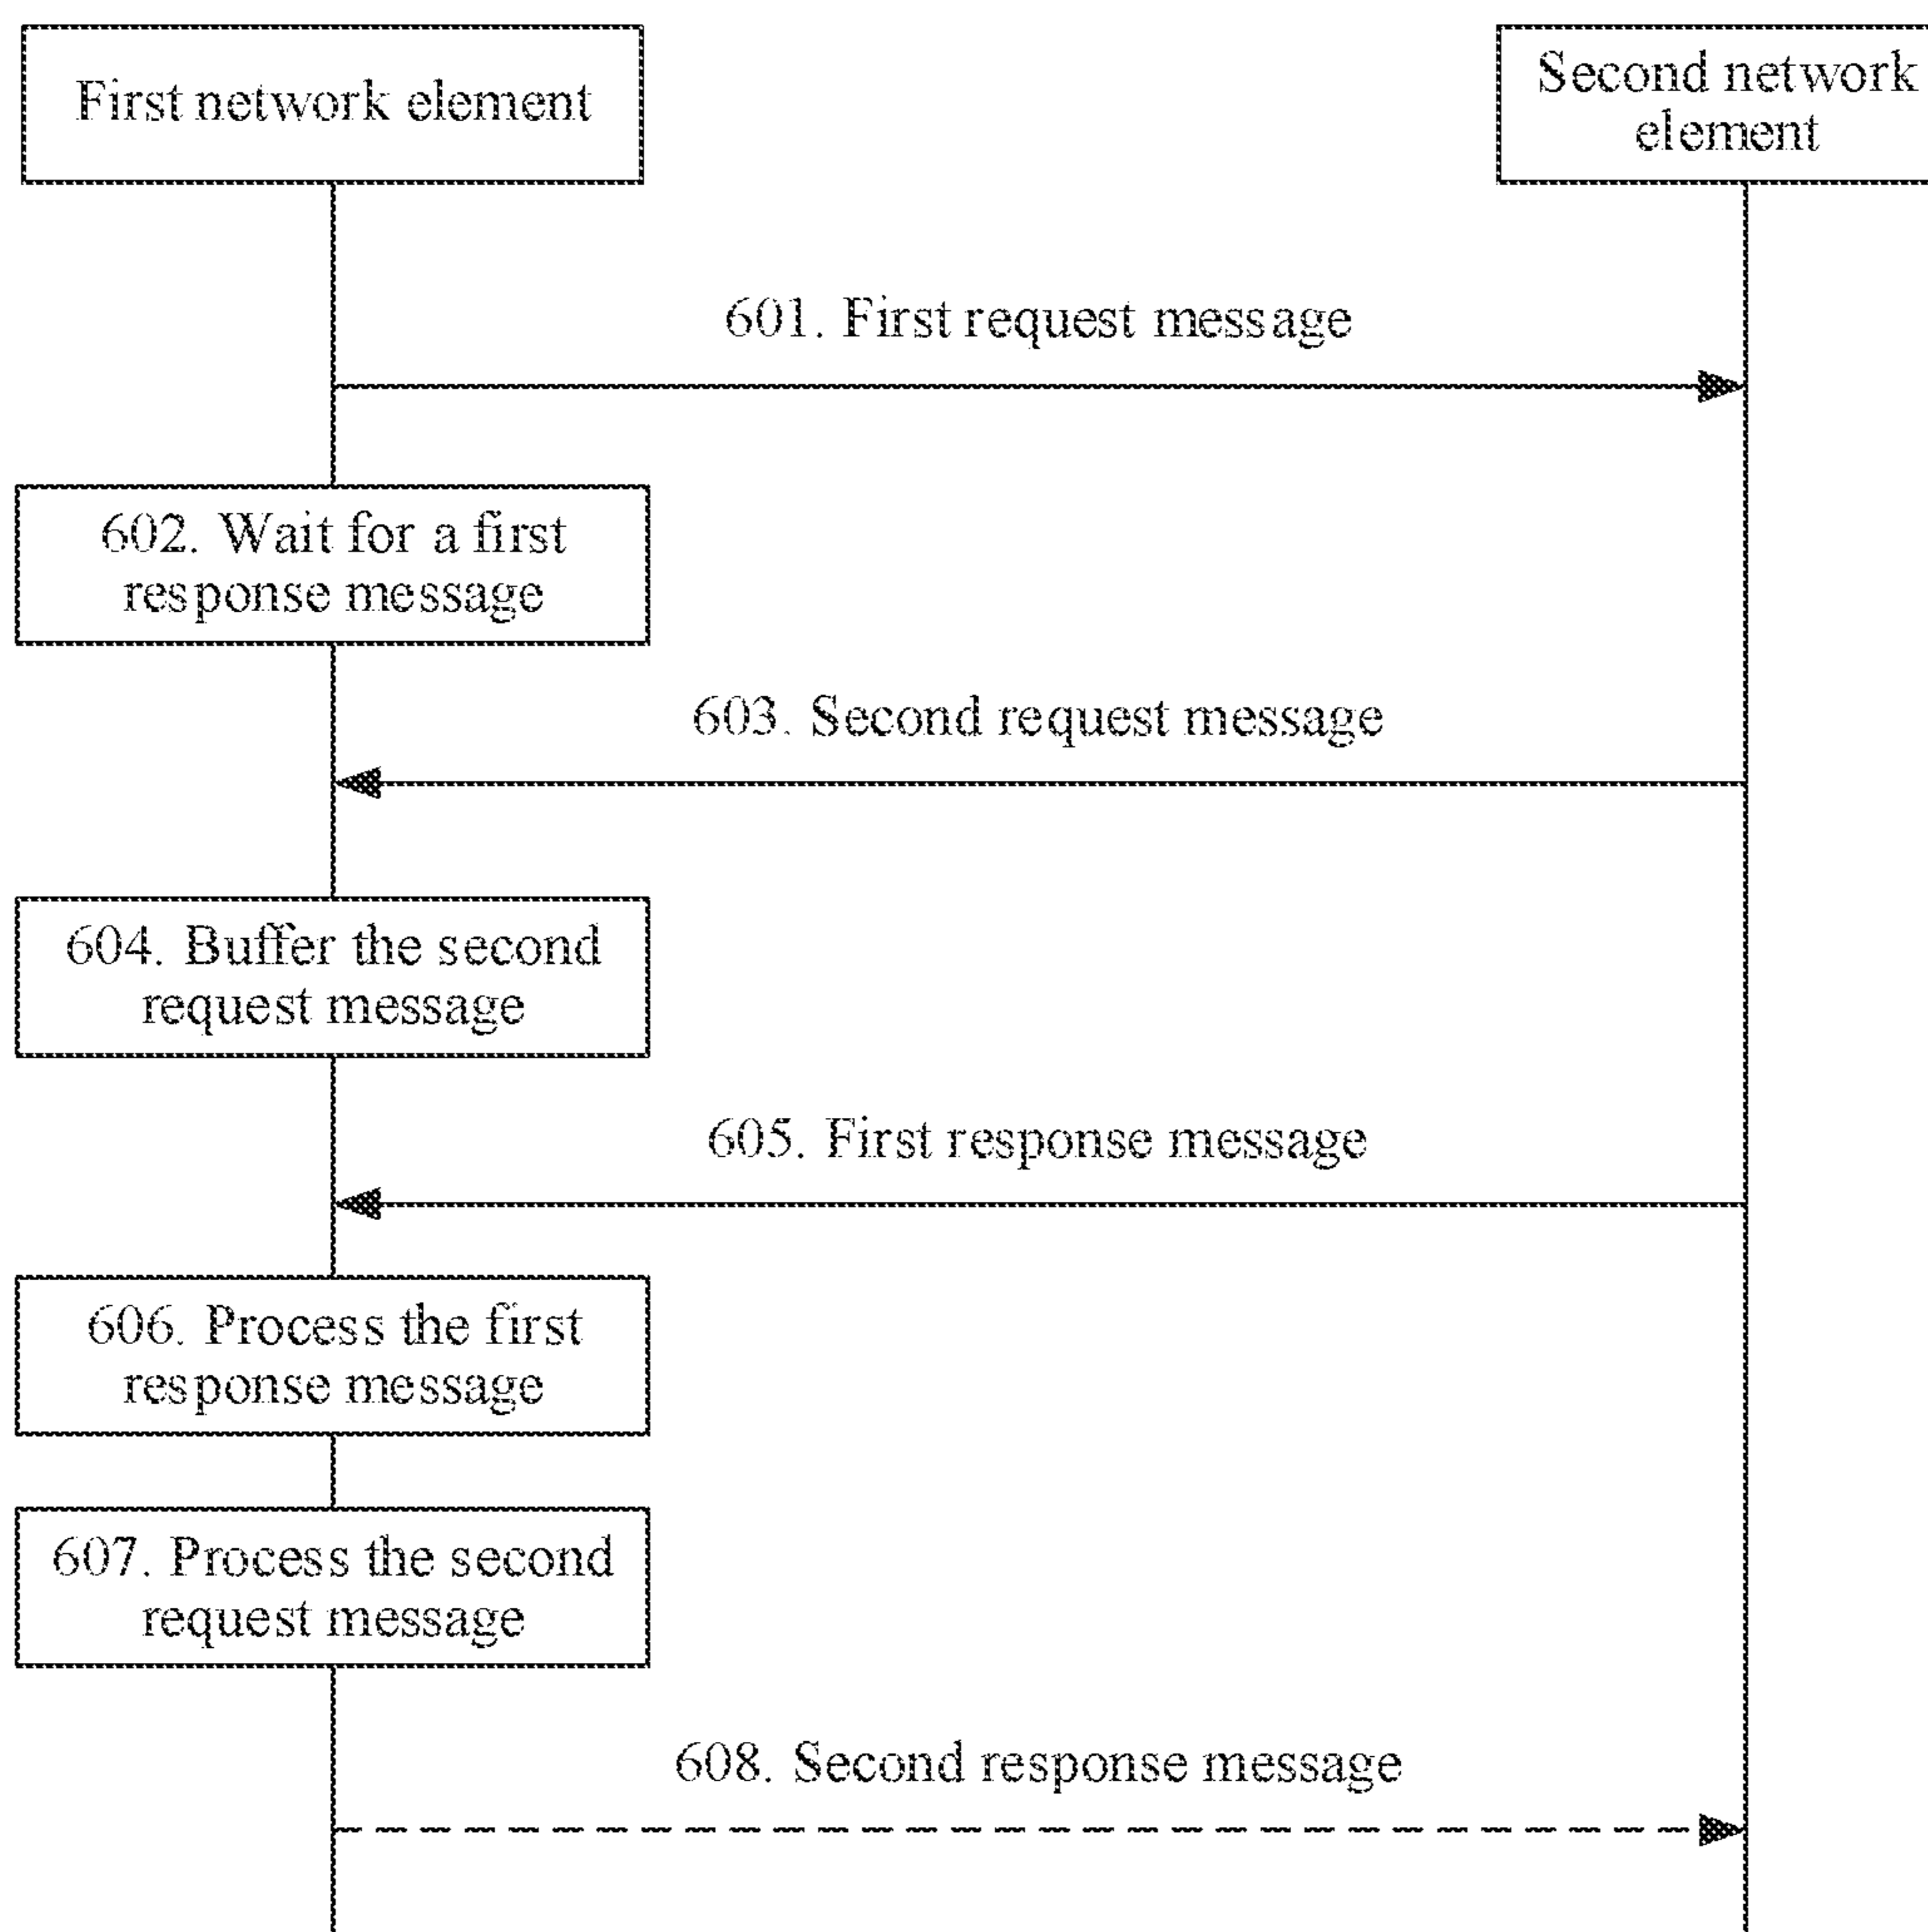 First network element
Second network
element
601. First request message
602. Wait for a first
response message
603. Second request message
604. Buffer the second
request message
605. First response message
606. Process the first
response message
607. Process the second
request message
608. Second response message